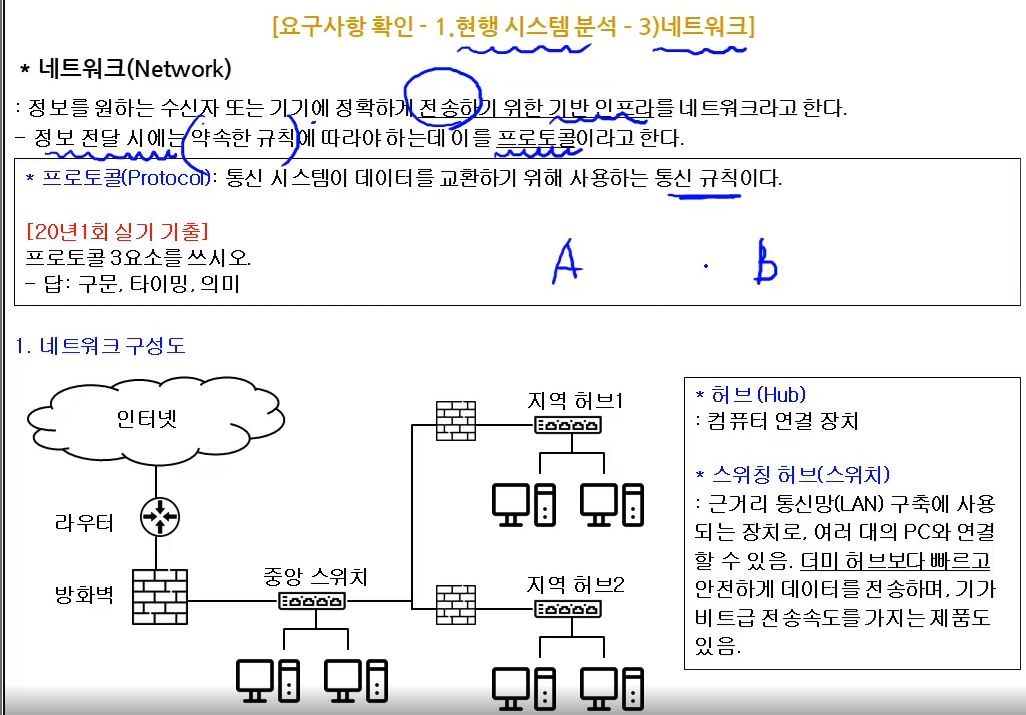 [요구사항 확인 - 1.현행 시스템 분석 - 3)네트워크]
* 네트워크(Network)
: 정보를 원하는 수신자 또는 기기에 정확하게 전송하기 위한 기반 인프라를 네트워크라고 한다.
- 정보 전달 시에는 약속한 규칙에 따라야 하는데 이를 프로토콜이라고 한다.
* 프로토콜(Protocol): 통신 시스템이 데이터를 교환하기 위해 사용하는 통신 규칙이다.
[20년1회 실기 기출]
프로토콜 3요소를 쓰시오.
- 답: 구문, 타이밍, 의미
A B
1. 네트워크 구성도
인터넷
라우터
방화벽
중앙 스위치
지역 허브1
지역 허브2
* 허브 (Hub)
: 컴퓨터 연결 장치
* 스위칭 허브(스위치)
: 근거리 통신망(LAN) 구축에 사용
되는 장치로, 여러 대의 PC와 연결
할 수 있음. 더미 허브보다 빠르고
안전하게 데이터를 전송하며, 기가
비트급 전송속도를 가지는 제품도
있음.